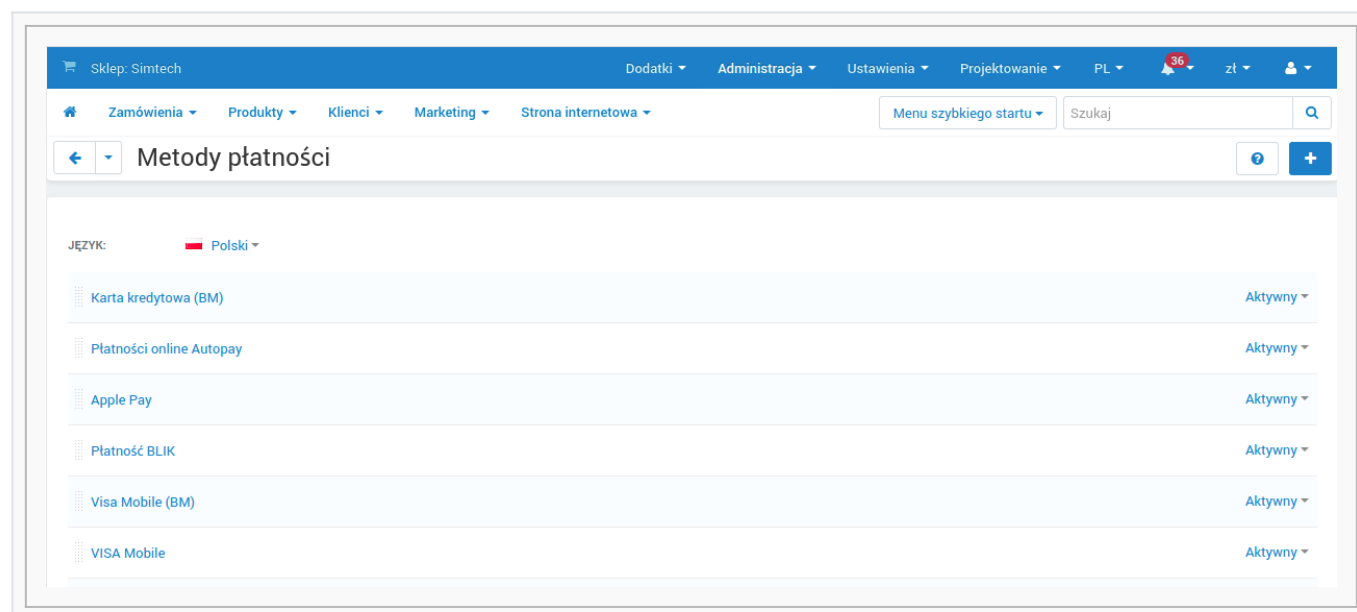 Sklep: Simtech Dodatki Administracja Ustawienia Projektowanie PL 36 zł
Zamówienia Produkty Klienci Marketing Strona internetowa Menu szybkiego startu Szukaj
Metody płatności
JĘZYK: Polski
Karta kredytowa (BM) Aktywny
Płatności online Autopay Aktywny
Apple Pay Aktywny
Płatność BLIK Aktywny
Visa Mobile (BM) Aktywny
VISA Mobile Aktywny